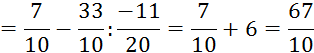 = 7/10 − 33/10 : −11/20 = 7/10 + 6 = 67/10